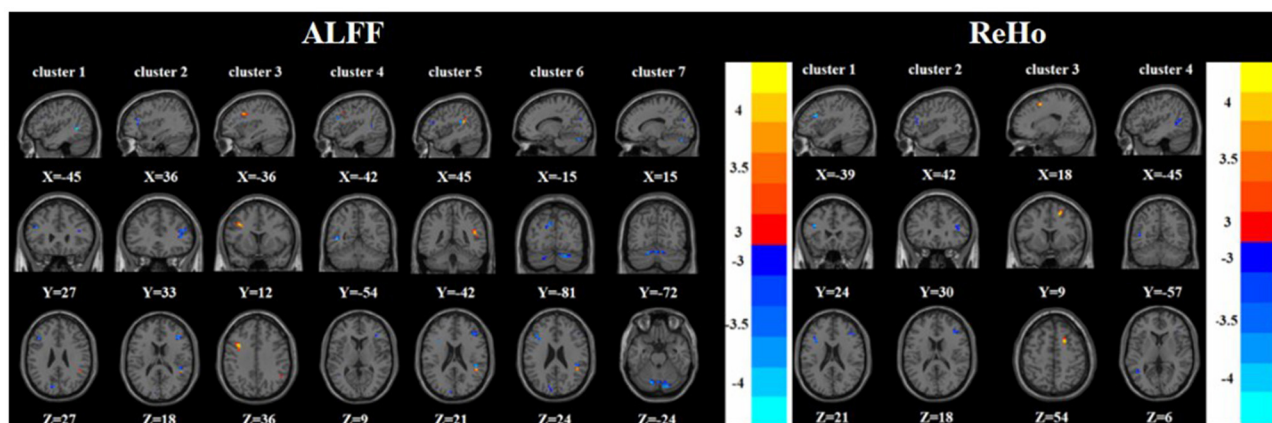 ALFF ReHo
cluster 1 cluster 2 cluster 3 cluster 4 cluster 5 cluster 6 cluster 7 cluster 1 cluster 2 cluster 3 cluster 4
4 4
X=-45 X=36 X=-36 X=-42 X=45 X=-15 X=15 3.5 X=-39 X=42 X=18 X=-45 3.5
3 3
-3 -3
Y=27 Y=33 Y=12 Y=-54 Y=-42 Y=-81 Y=-72 Y=24 Y=30 Y=9 Y=-57
-3.5 -3.5
-4 -4
Z=27 Z=18 Z=36 Z=9 Z=21 Z=24 Z=-24 Z=21 Z=18 Z=54 Z=6